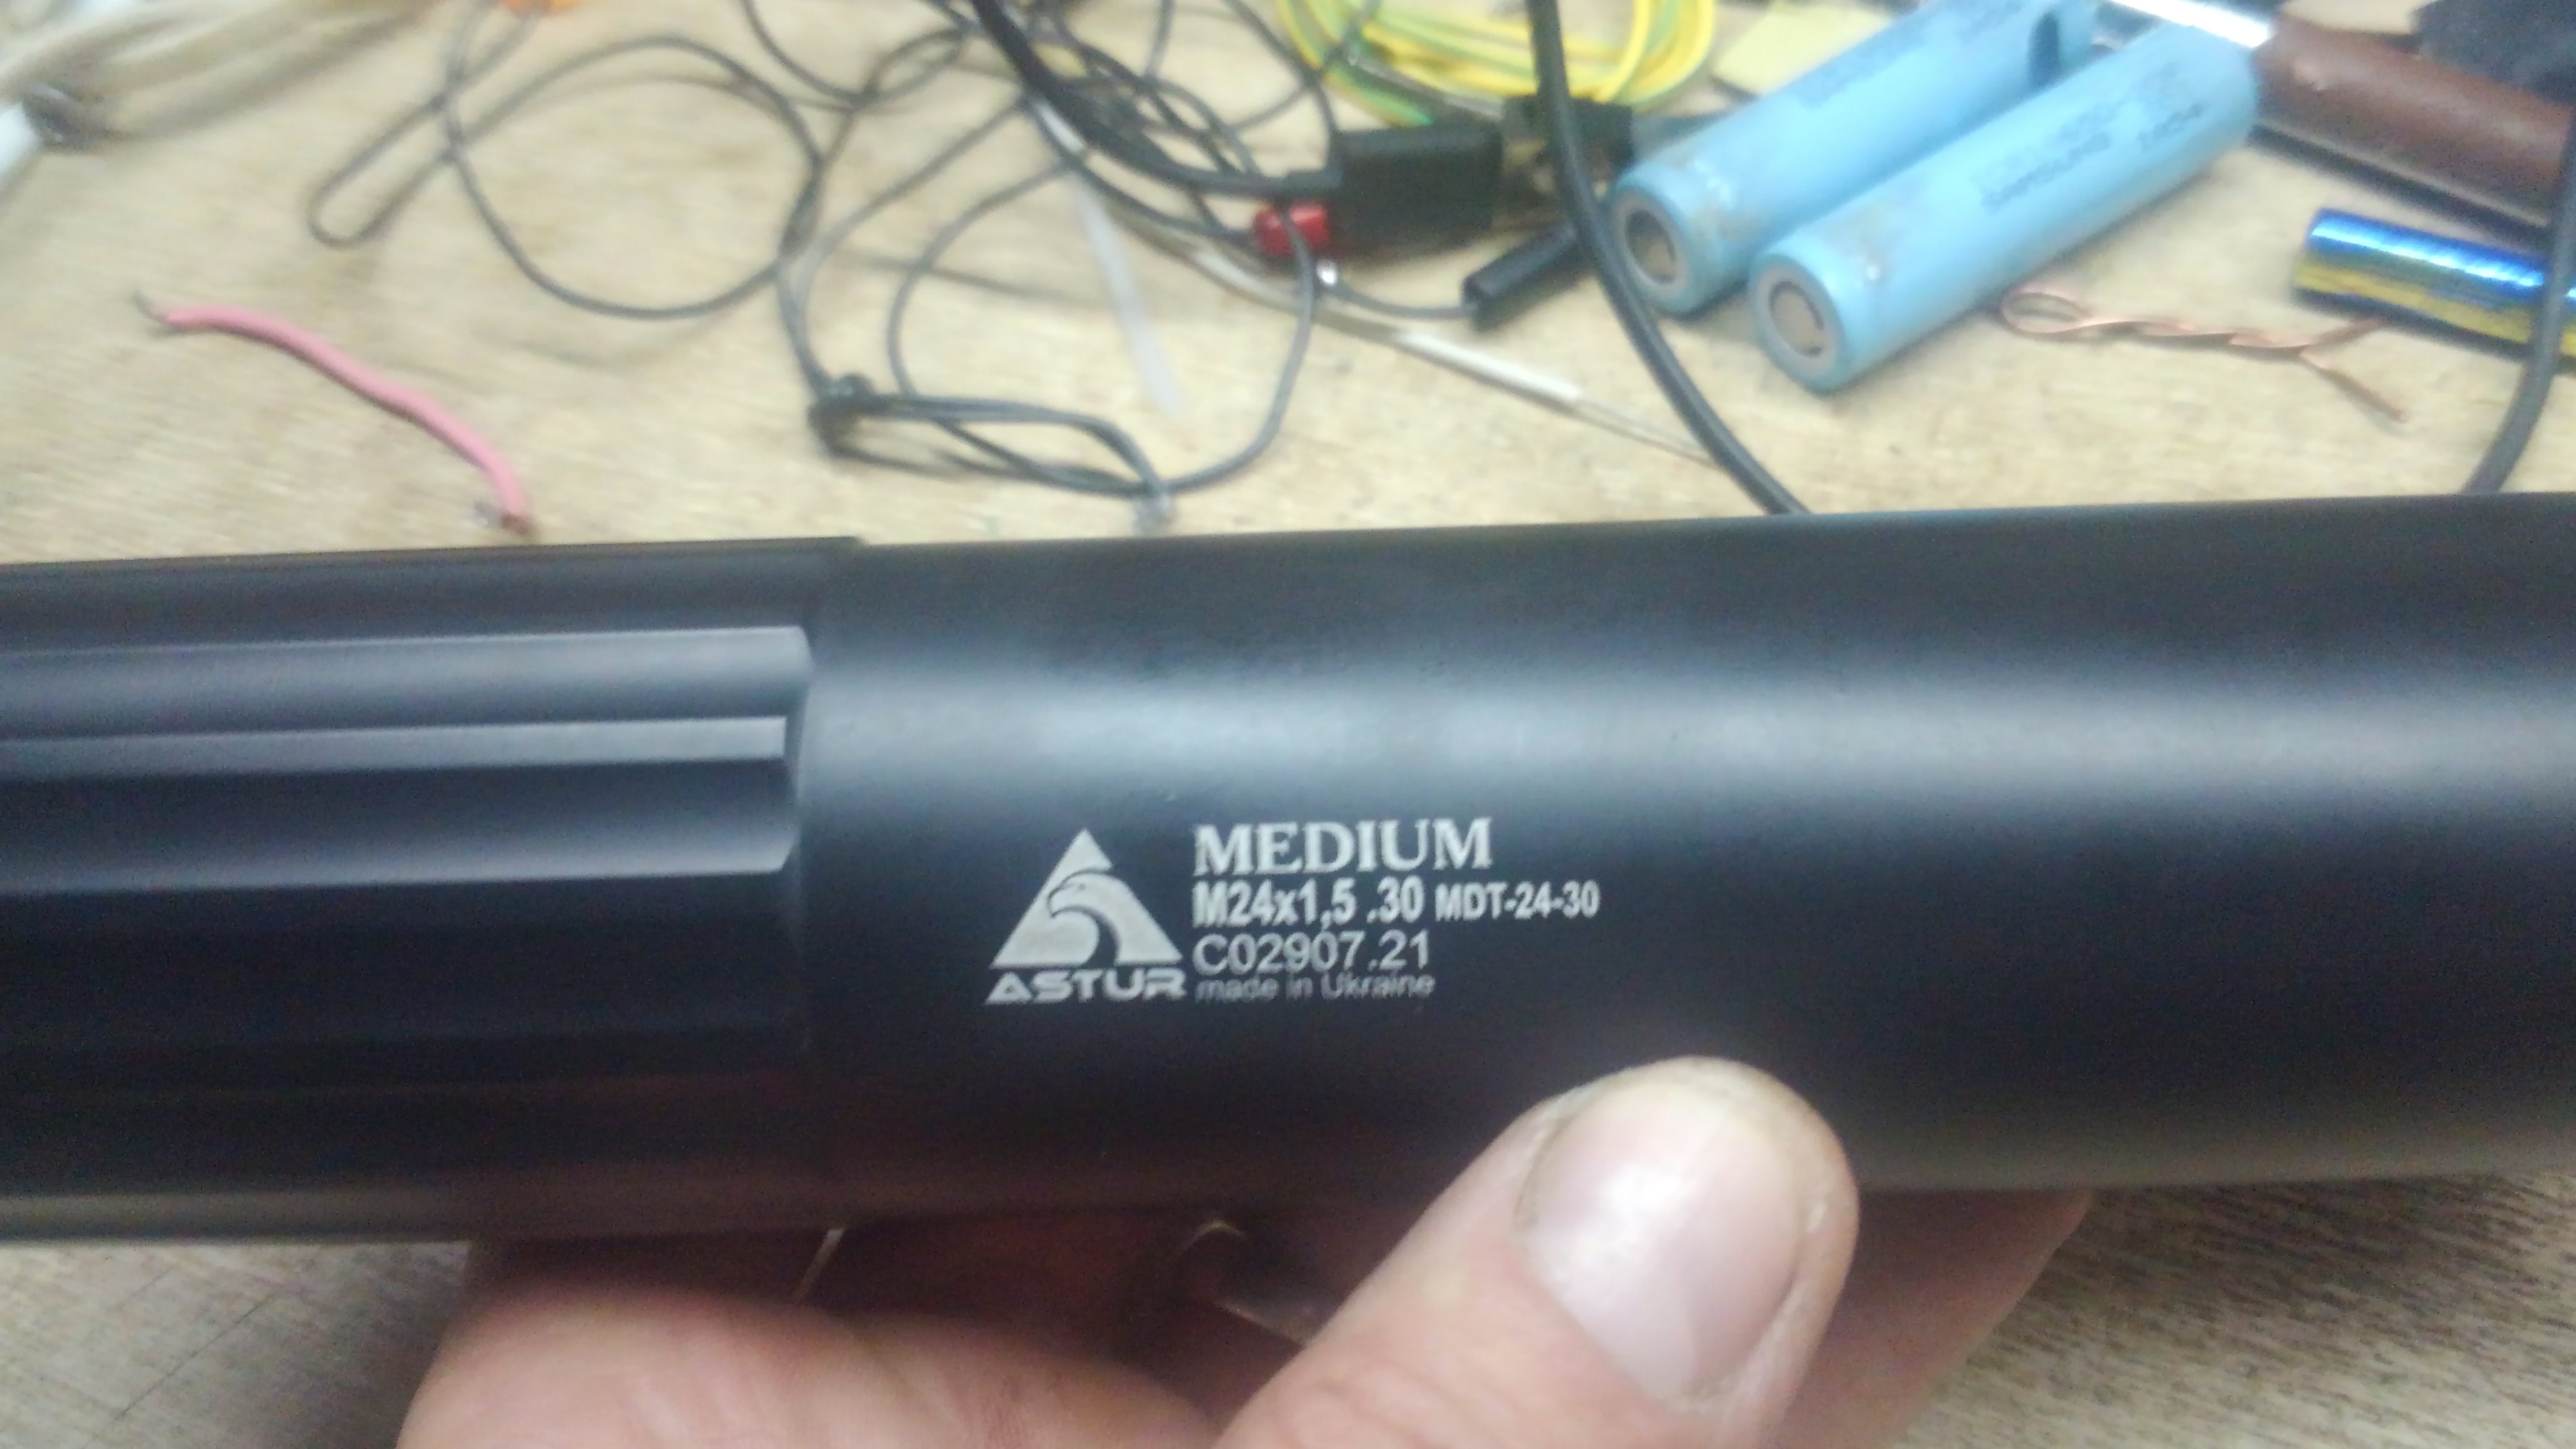 MEDIUM
M24x1,5 .30 MDT-24-30
C02907.21
made in Ukraine
ASTUR